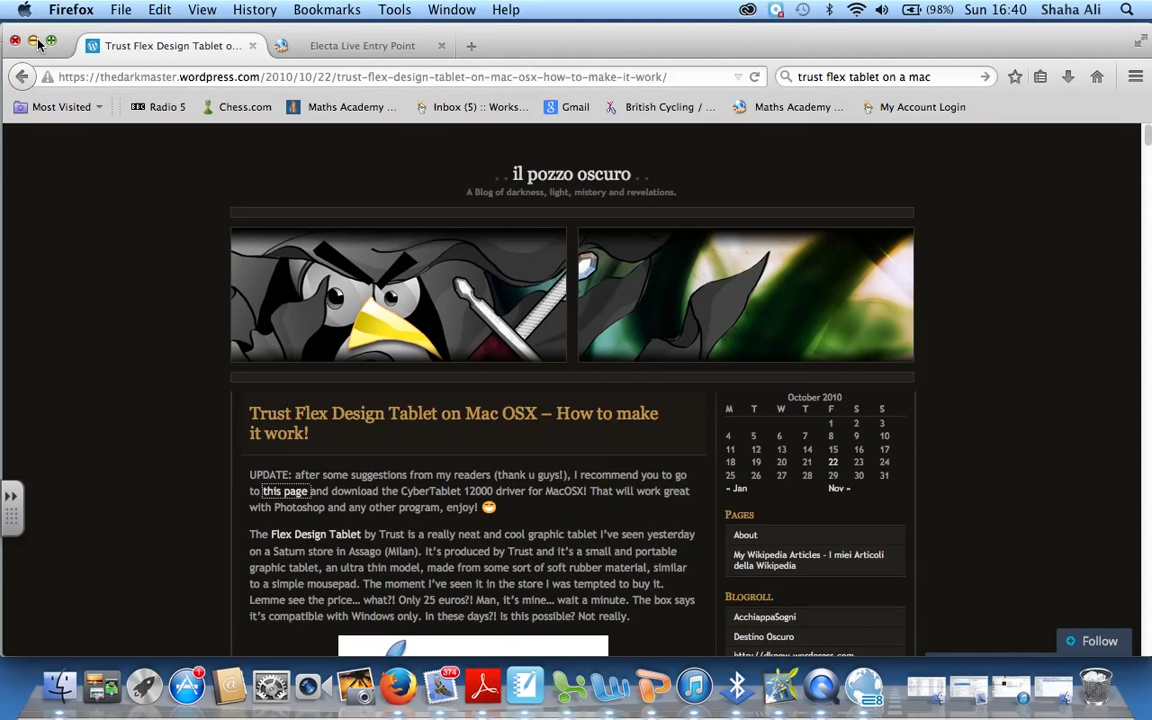 Firefox File Edit View History Bookmarks Tools Window Help (98%) Sun 16:40 Shaha Ali
Trust Flex Design Tablet o... Electa Live Entry Point
https://thedarkmaster.wordpress.com/2010/10/22/trust-flex-design-tablet-on-mac-osx-how-to-make-it-work/ trust flex tablet on a mac
Most Visited Radio 5 Chess.com Maths Academy ... Inbox (5) :: Works... Gmail British Cycling / ... Maths Academy ... My Account Login
. . il pozzo oscuro . .
A Blog of darkness, light, mistery and revelations.
Trust Flex Design Tablet on Mac OSX – How to make
it work!
UPDATE: after some suggestions from my readers (thank u guys!), I recommend you to go
to this page and download the CyberTablet 12000 driver for MacOSX! That will work great
with Photoshop and any other program, enjoy!
The Flex Design Tablet by Trust is a really neat and cool graphic tablet I've seen yesterday
on a Saturn store in Assago (Milan). It's produced by Trust and it's a small and portable
graphic tablet, an ultra thin model, made from some sort of soft rubber material, similar
to a simple mousepad. The moment I've seen it in the store I was tempted to buy it.
Lemme see the price... what?! Only 25 euros?! Man, it's mine... wait a minute. The box says
it's compatible with Windows only. In these days?! Is this possible? Not really.
October 2010
M T W T F S S
1 2 3
4 5 6 7 8 9 10
11 12 13 14 15 16 17
18 19 20 21 22 23 24
25 26 27 28 29 30 31
« Jan Nov »
Pages
About
My Wikipedia Articles - I miei Articoli
della Wikipedia
Blogroll
AcchiappaSogni
Destino Oscuro
http://dknow.wordpress.com
Follow
1
374
8